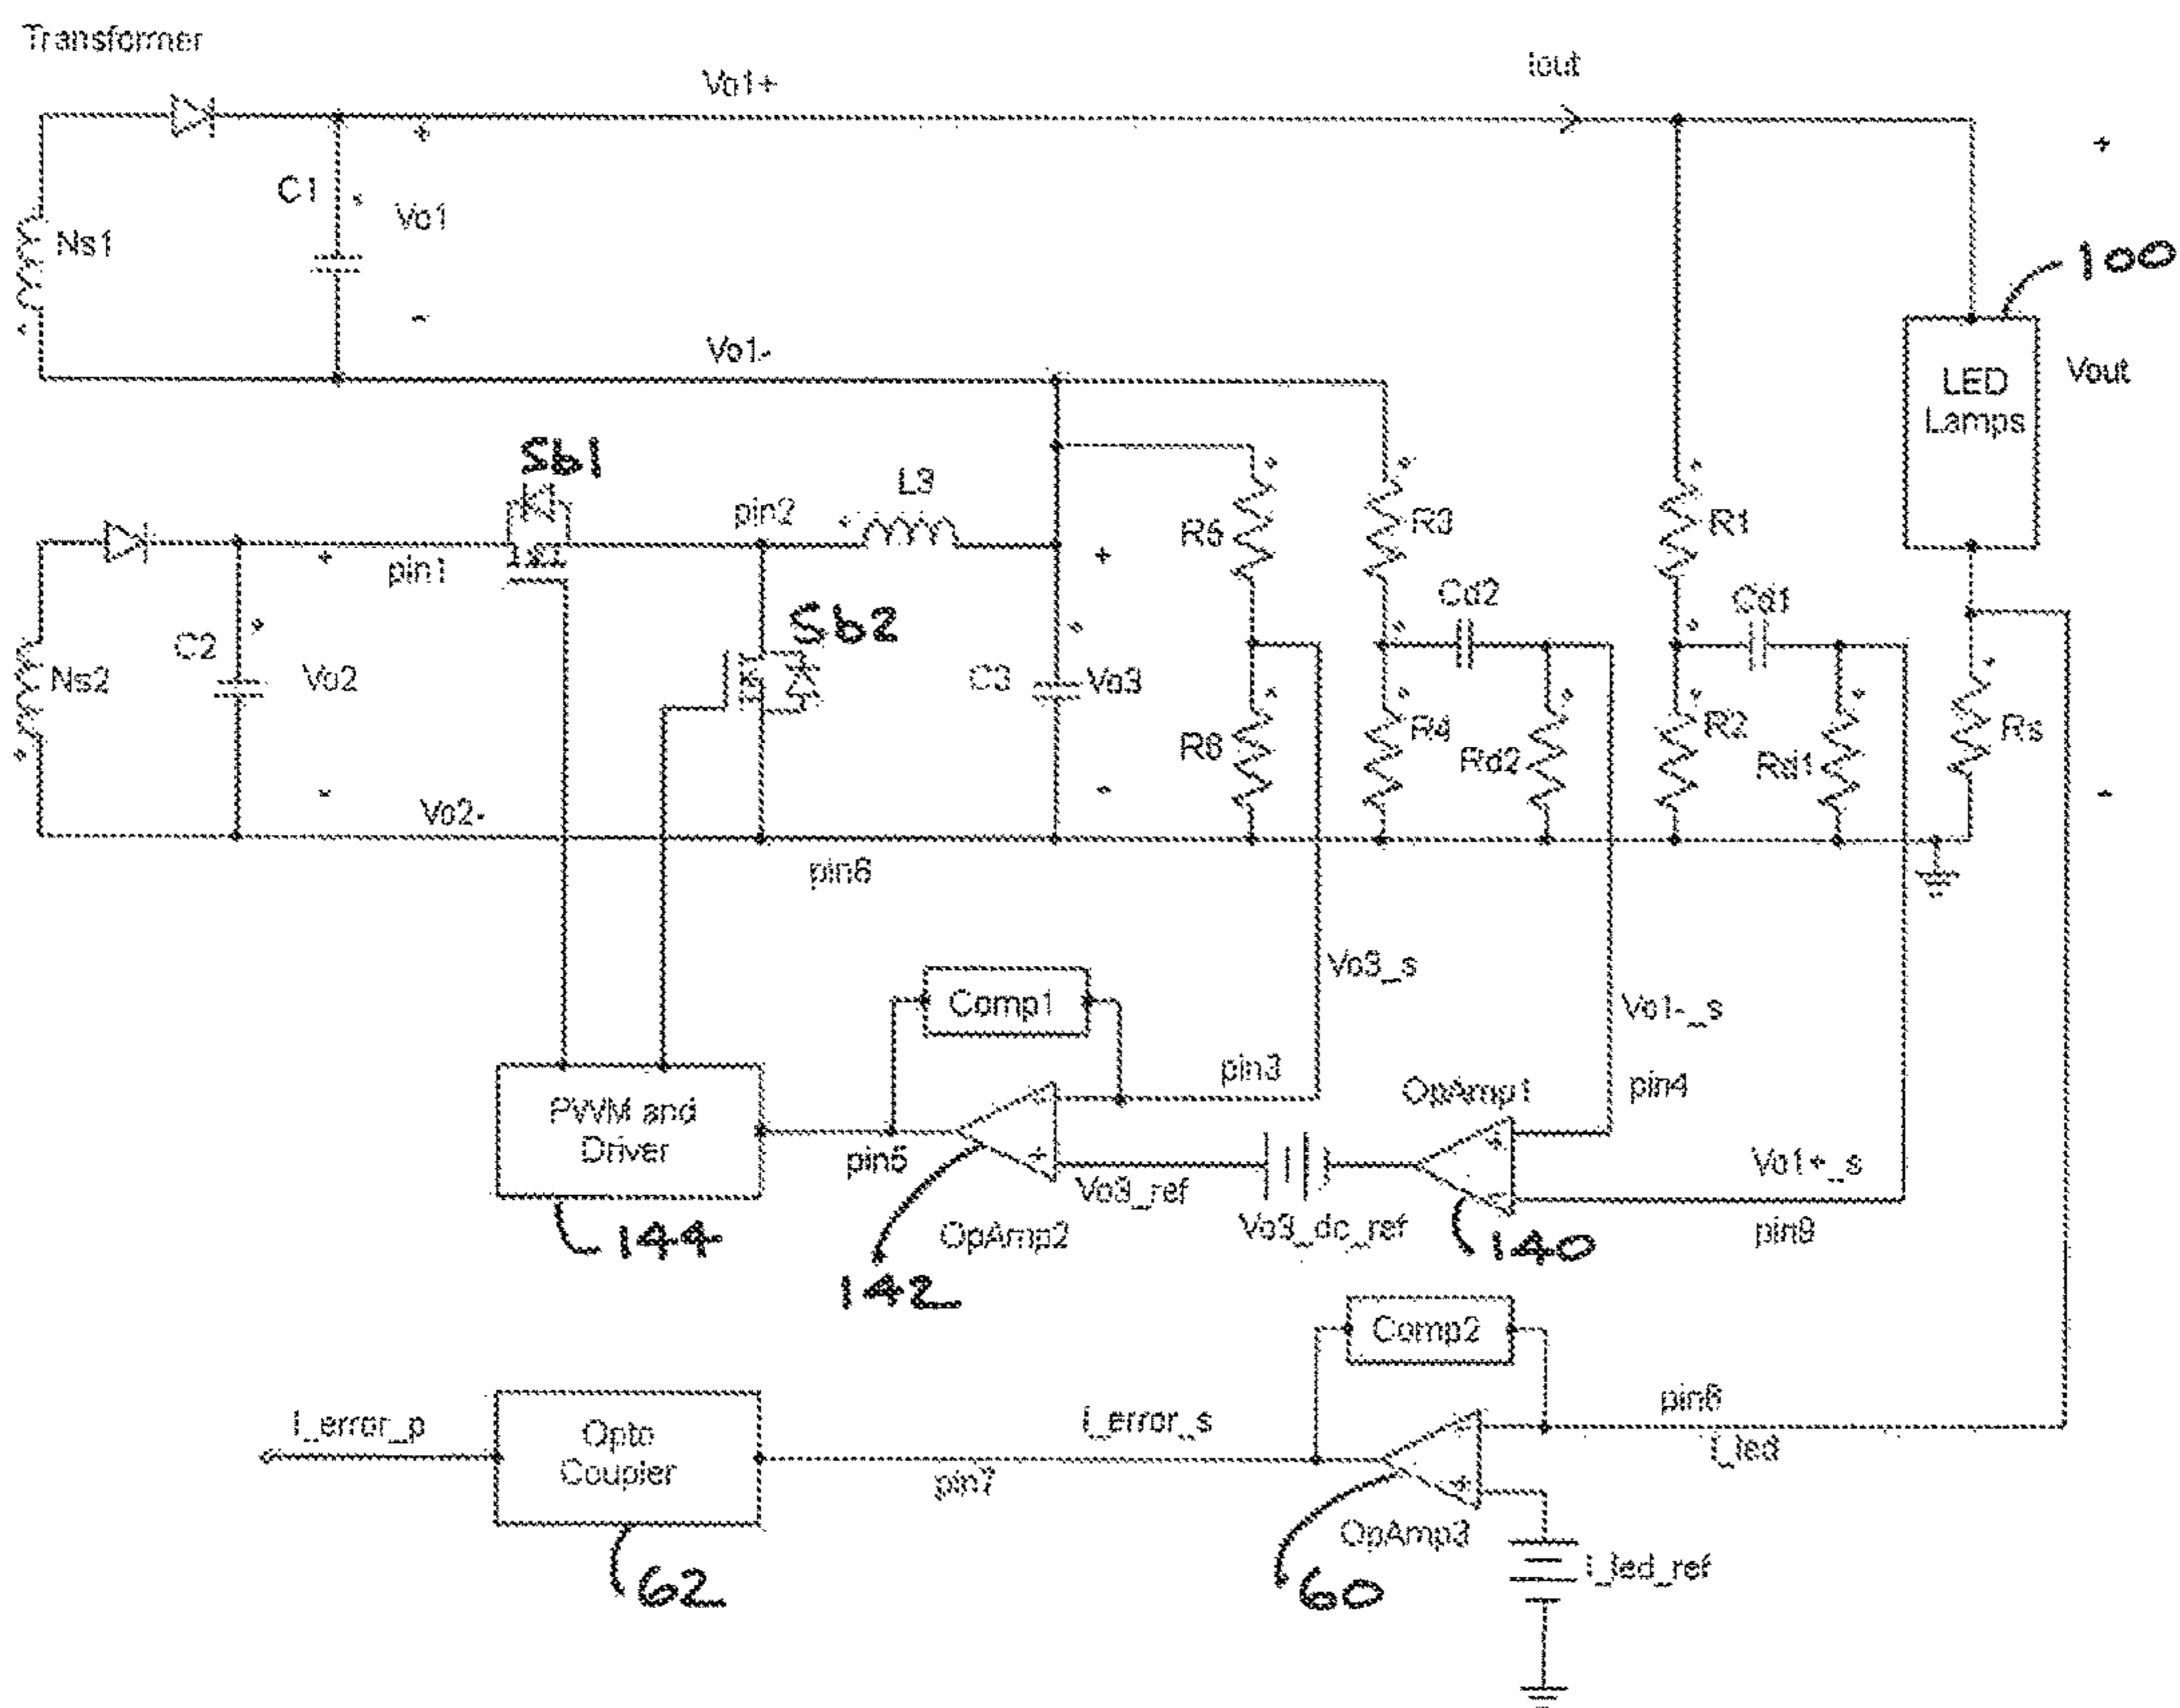 Transformer
Vo1+
Iout
+
+
C1
Vo1
Ns1
100
-
Vo1-
LED
Lamps
Vout
Sb1
L3
pin2
R5
R3
R1
pin1
+
+
Cd2
Cd1
Sb2
C2
Ns2
Vo2
C3
Vo3
R6
R4
Rd2
R2
Rd1
Rs
-
-
-
Vo2-
pin6
Comp1
Vo3_s
Vo1-_s
pin3
OpAmp1
pin4
PWM and
Driver
pin5
+
+
-
Vo1+_s
Vo3_ref
Vo3_dc_ref
pin9
OpAmp2
144
142
140
Comp2
I_error_p
Opto
Coupler
I_error_s
pin8
I_led
pin7
-
+
OpAmp3
I_led_ref
62
60